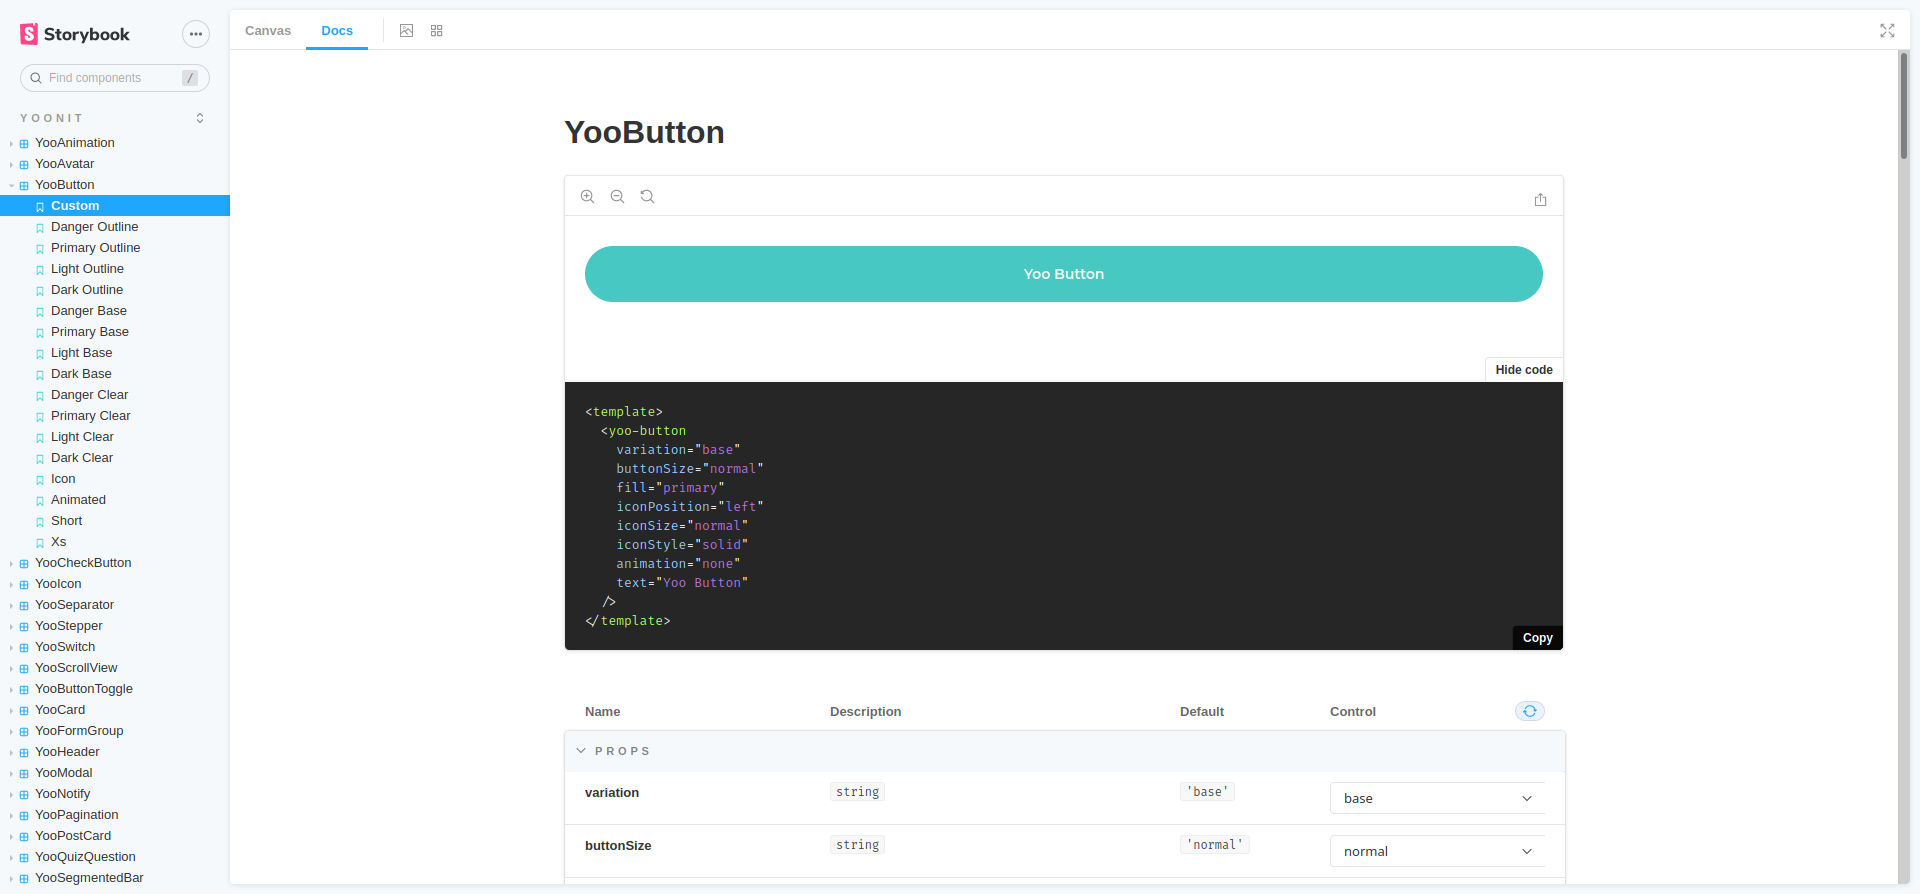 Storybook
Find components /
YOONIT
YooAnimation
YooAvatar
YooButton
Custom
Danger Outline
Primary Outline
Light Outline
Dark Outline
Danger Base
Primary Base
Light Base
Dark Base
Danger Clear
Primary Clear
Light Clear
Dark Clear
Icon
Animated
Short
Xs
YooCheckButton
YooIcon
YooSeparator
YooStepper
YooSwitch
YooScrollView
YooButtonToggle
YooCard
YooFormGroup
YooHeader
YooModal
YooNotify
YooPagination
YooPostCard
YooQuizQuestion
YooSegmentedBar
Canvas Docs
YooButton
Yoo Button
Hide code
<template>
<yoo-button
variation="base"
buttonSize="normal"
fill="primary"
iconPosition="left"
iconSize="normal"
iconStyle="solid"
animation="none"
text="Yoo Button"
/>
</template>
Copy
Name Description Default Control
PROPS
variation string 'base' base
buttonSize string 'normal' normal